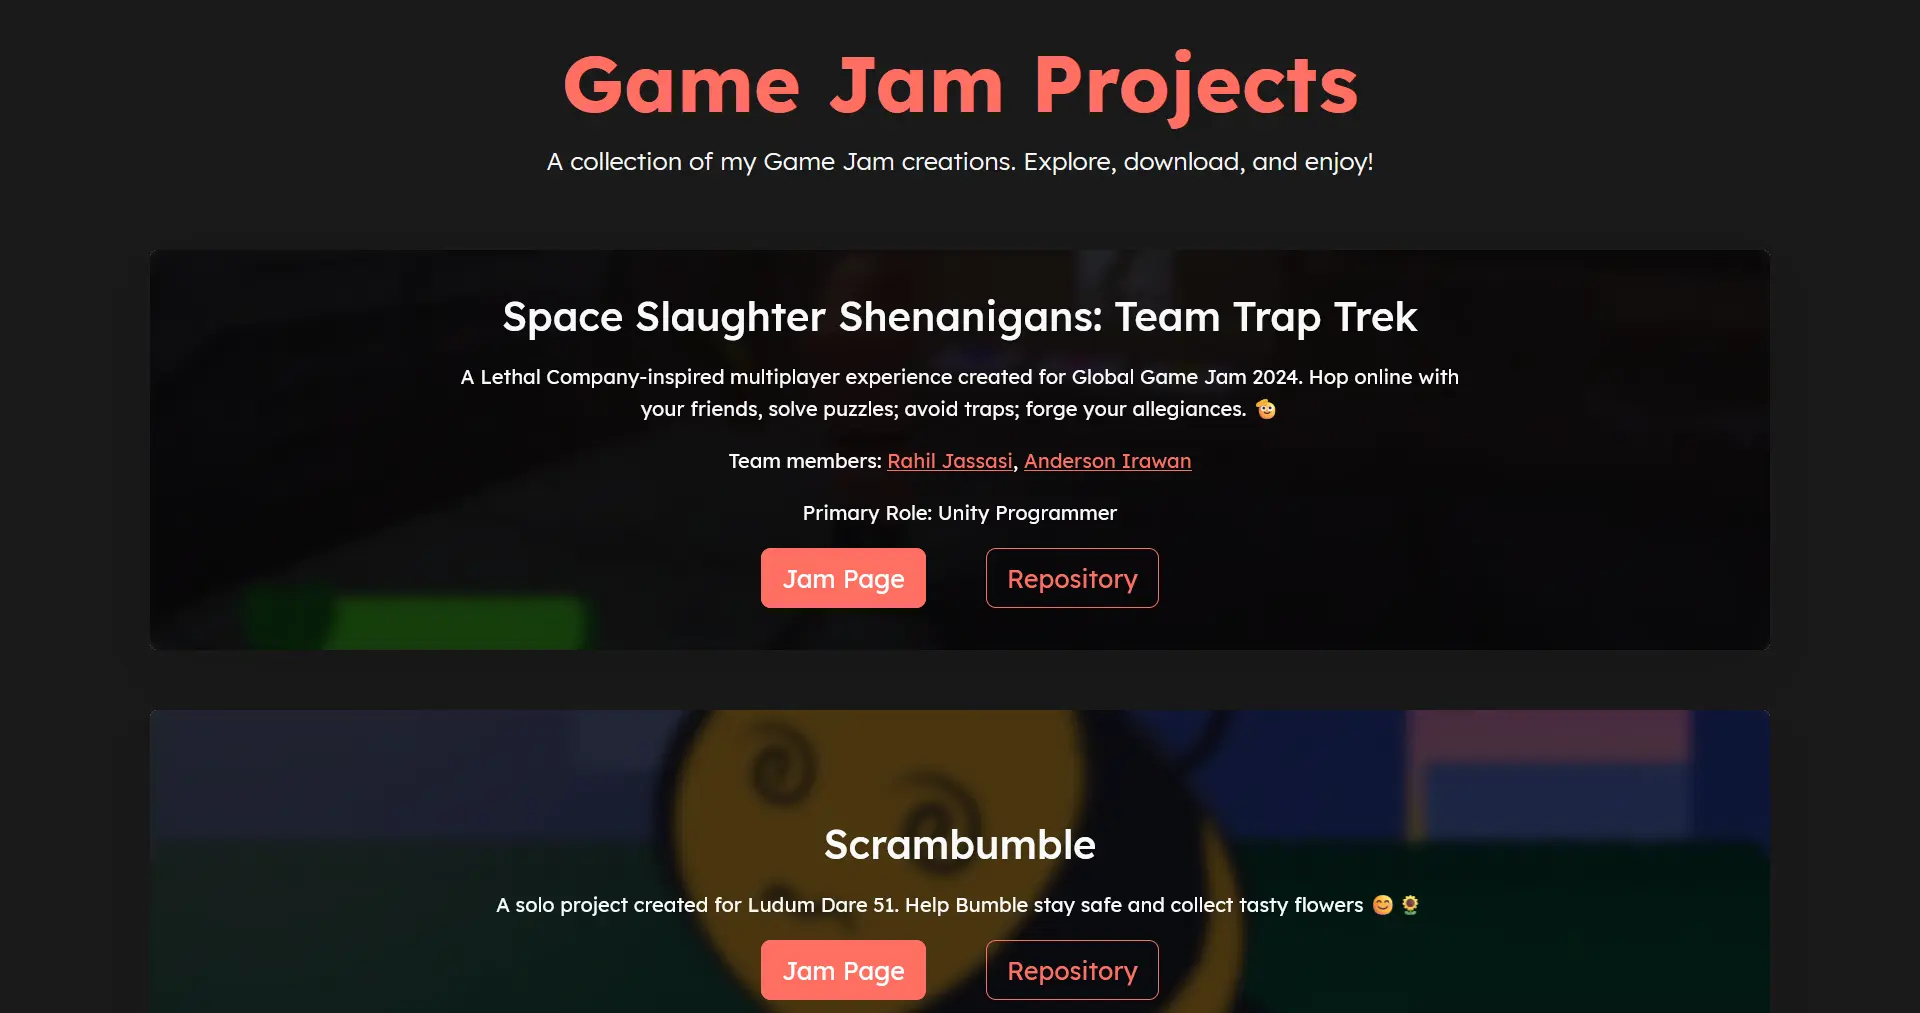 Game Jam Projects
A collection of my Game Jam creations. Explore, download, and enjoy!
Space Slaughter Shenanigans: Team Trap Trek
A Lethal Company-inspired multiplayer experience created for Global Game Jam 2024. Hop online with
your friends, solve puzzles; avoid traps; forge your allegiances. 🫡
Team members: Rahil Jassasi, Anderson Irawan
Primary Role: Unity Programmer
Jam Page
Repository
Scrambumble
A solo project created for Ludum Dare 51. Help Bumble stay safe and collect tasty flowers 😊 🌻
Jam Page
Repository